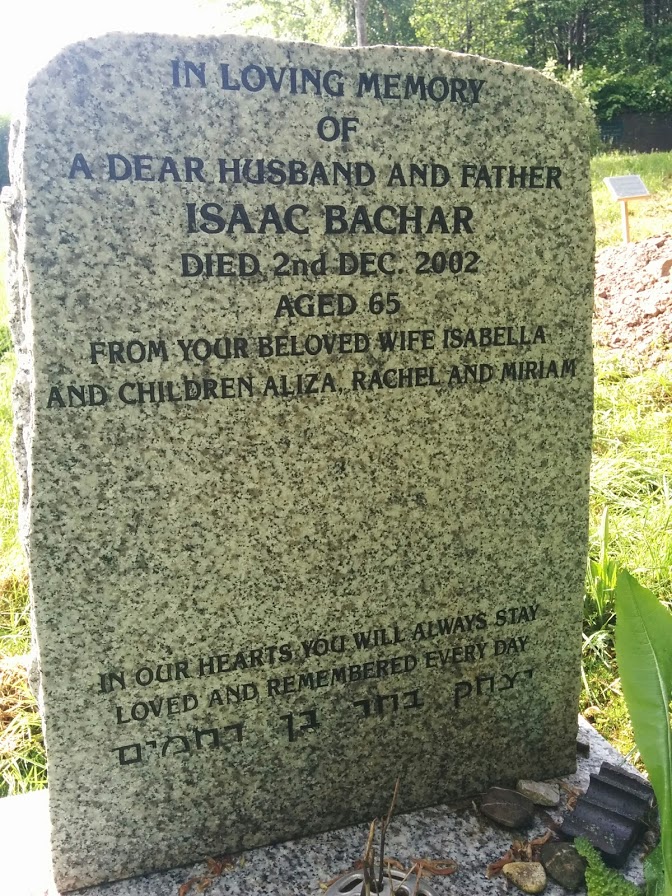 IN LOVING MEMORY
OF
A DEAR HUSBAND AND FATHER
ISAAC BACHAR
DIED 2nd DEC. 2002
AGED 65
FROM YOUR BELOVED WIFE ISABELLA
AND CHILDREN ALIZA, RACHEL AND MIRIAM
IN OUR HEARTS YOU WILL ALWAYS STAY
LOVED AND REMEMBERED EVERY DAY
יצחק בחר בן רחמים